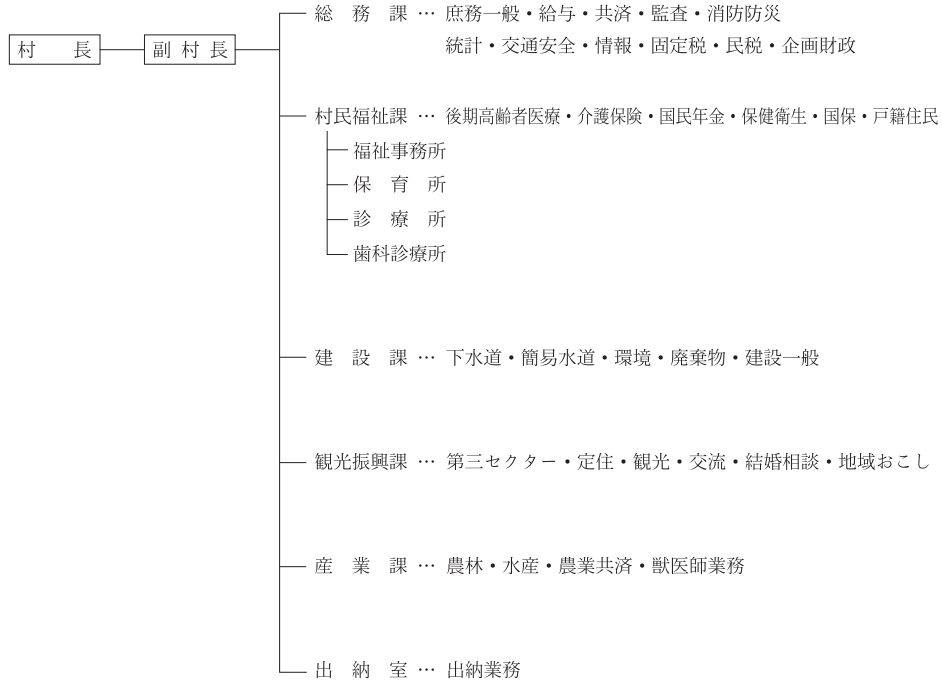 村長
副村長
総務課 … 庶務一般・給与・共済・監査・消防防災
統計・交通安全・情報・固定税・民税・企画財政
村民福祉課 … 後期高齢者医療・介護保険・国民年金・保健衛生・国保・戸籍住民
福祉事務所
保育所
診療所
歯科診療所
建設課 … 下水道・簡易水道・環境・廃棄物・建設一般
観光振興課 … 第三セクター・定住・観光・交流・結婚相談・地域おこし
産業課 … 農林・水産・農業共済・獣医師業務
出納室 … 出納業務